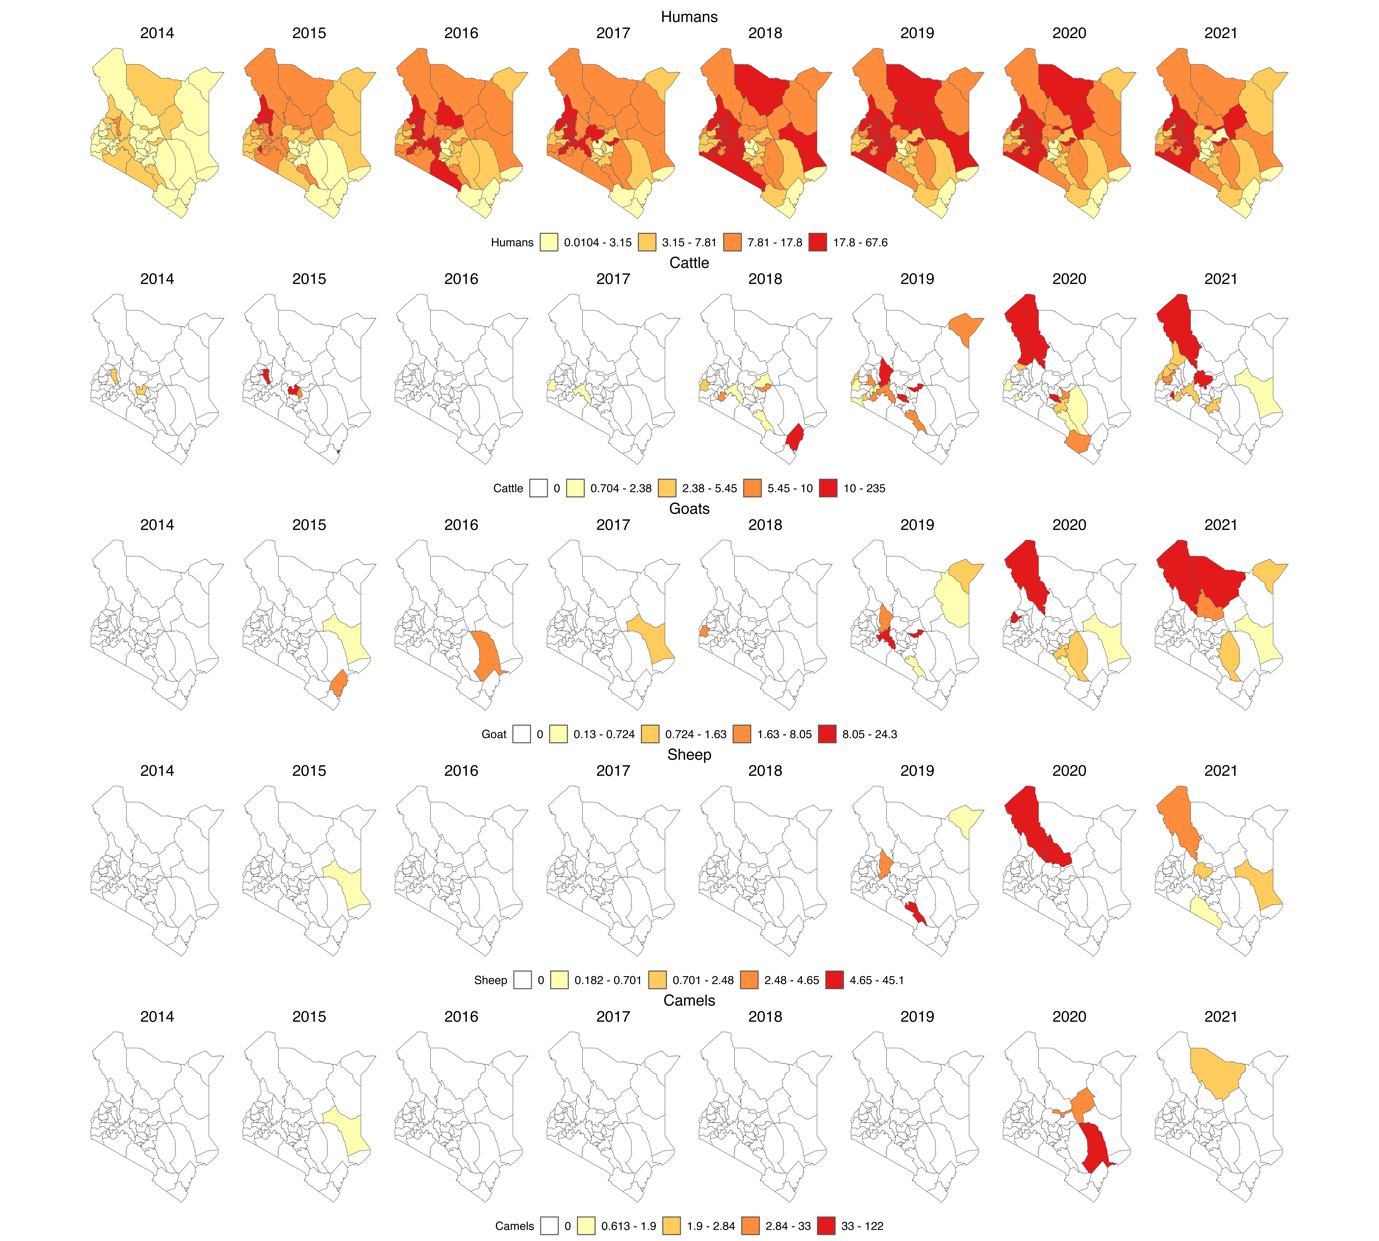 Humans
2014 2015 2016 2017 2018 2019 2020 2021
Humans 0.0104 - 3.15 3.15 - 7.81 7.81 - 17.8 17.8 - 67.6
Cattle
2014 2015 2016 2017 2018 2019 2020 2021
Cattle 0 0.704 - 2.38 2.38 - 5.45 5.45 - 10 10 - 235
Goats
2014 2015 2016 2017 2018 2019 2020 2021
Goat 0 0.13 - 0.724 0.724 - 1.63 1.63 - 8.05 8.05 - 24.3
Sheep
2014 2015 2016 2017 2018 2019 2020 2021
Sheep 0 0.182 - 0.701 0.701 - 2.48 2.48 - 4.65 4.65 - 45.1
Camels
2014 2015 2016 2017 2018 2019 2020 2021
Camels 0 0.613 - 1.9 1.9 - 2.84 2.84 - 33 33 - 122